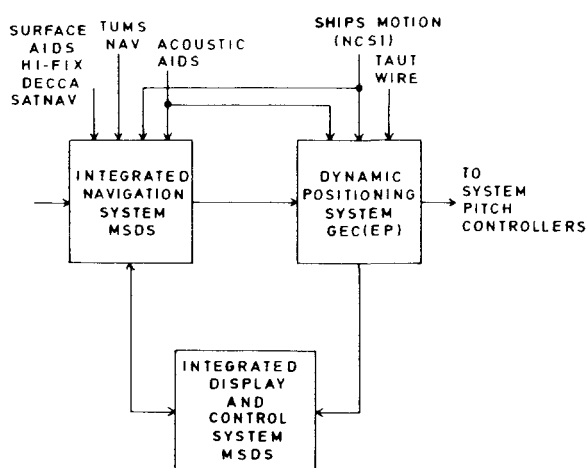 SURFACE
AIDS
HI-FIX
DECCA
SATNAV
TUMS
NAV
ACOUSTIC
AIDS
SHIPS MOTION
(NCS1)
TAUT
WIRE
INTEGRATED
NAVIGATION
SYSTEM
MSDS
DYNAMIC
POSITIONING
SYSTEM
GEC(EP)
TO
SYSTEM
PITCH
CONTROLLERS
INTEGRATED
DISPLAY
AND
CONTROL
SYSTEM
MSDS